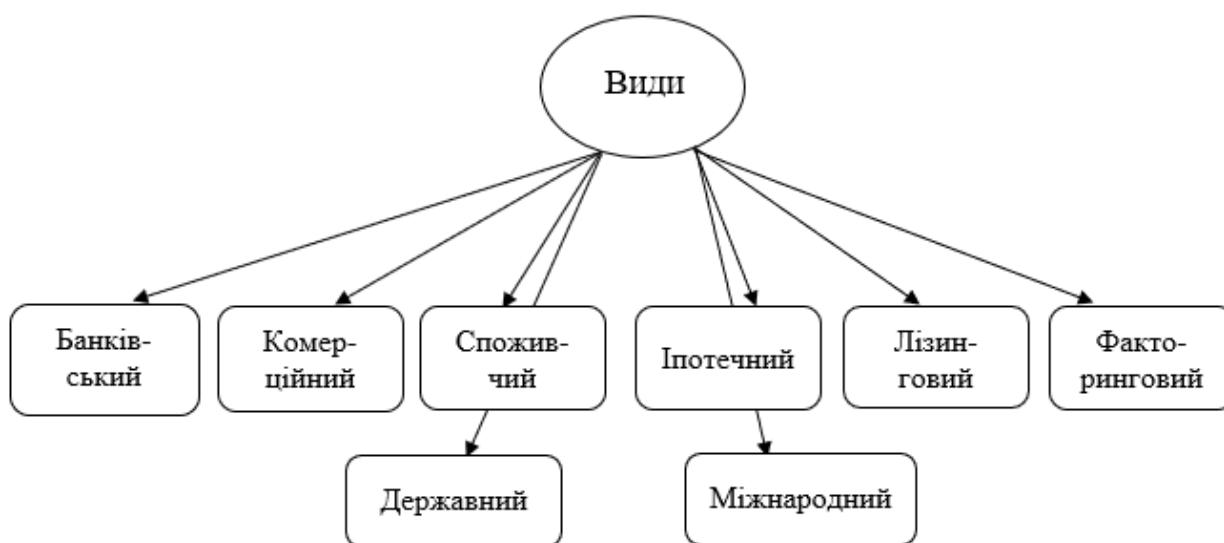 Види
Банків-
ський
Комер-
ційний
Спожив-
чий
Іпотечний
Лізин-
говий
Факто-
ринговий
Державний
Міжнародний